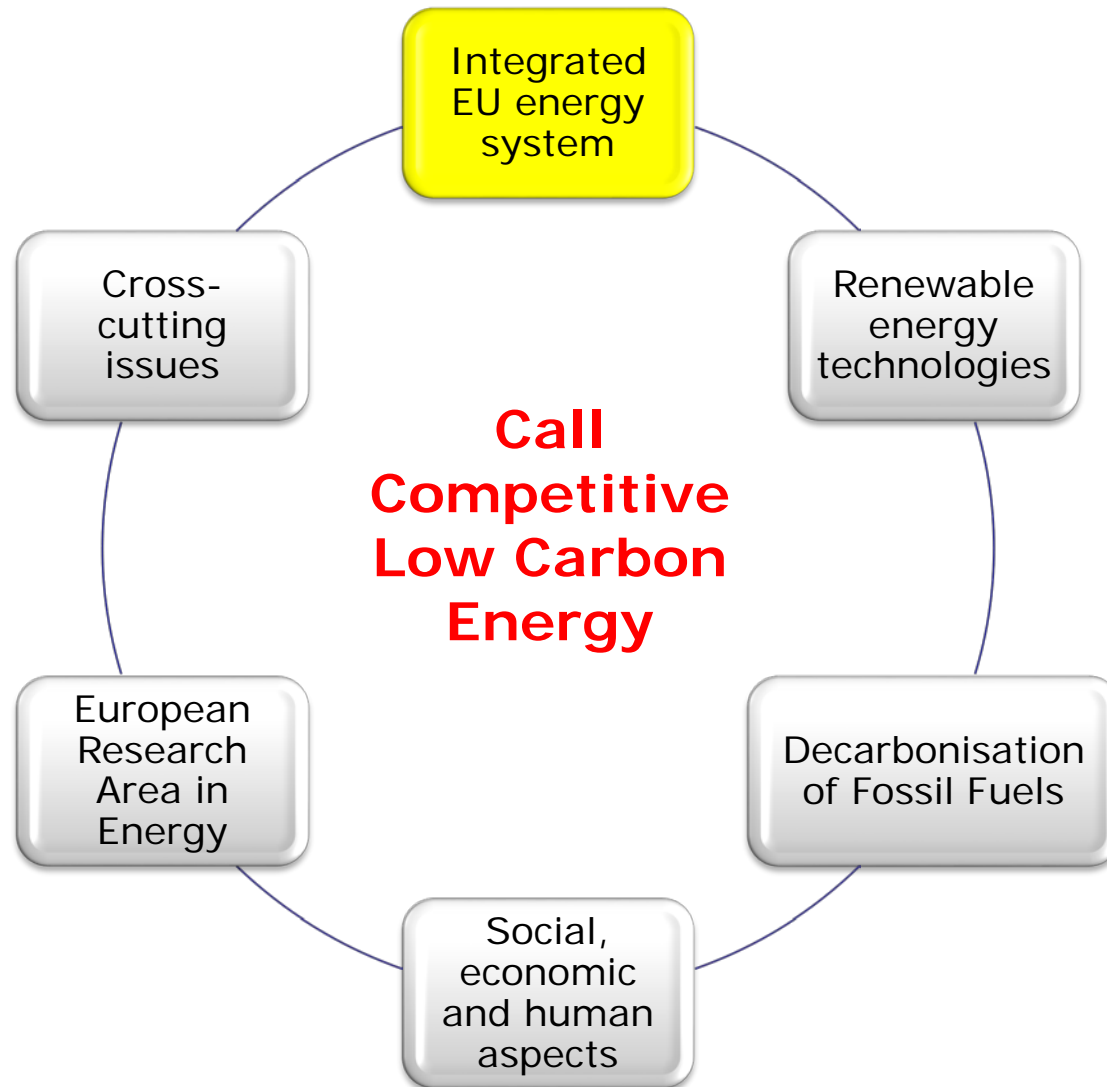 Integrated
EU energy
system
Renewable
energy
technologies
Decarbonisation
of Fossil Fuels
Social,
economic
and human
aspects
European
Research
Area in
Energy
Cross-
cutting
issues
Call
Competitive
Low Carbon
Energy